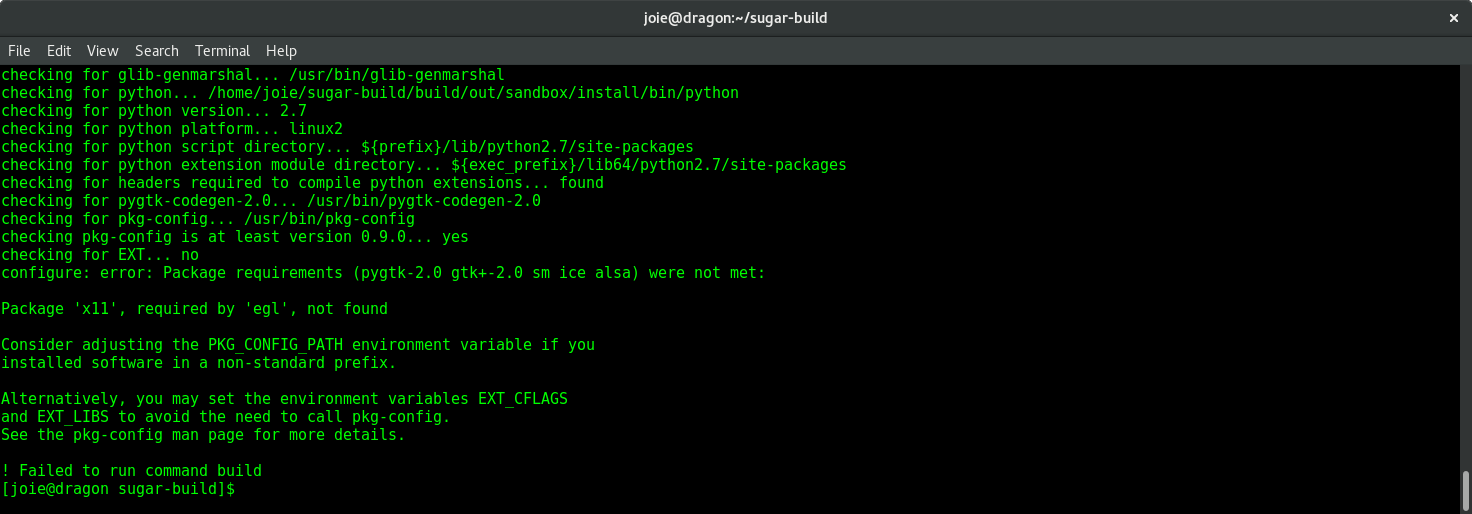 joie@dragon:~/sugar-build
File Edit View Search Terminal Help
checking for glib-genmarshal... /usr/bin/glib-genmarshal
checking for python... /home/joie/sugar-build/build/out/sandbox/install/bin/python
checking for python version... 2.7
checking for python platform... linux2
checking for python script directory... ${prefix}/lib/python2.7/site-packages
checking for python extension module directory... ${exec_prefix}/lib64/python2.7/site-packages
checking for headers required to compile python extensions... found
checking for pygtk-codegen-2.0... /usr/bin/pygtk-codegen-2.0
checking for pkg-config... /usr/bin/pkg-config
checking pkg-config is at least version 0.9.0... yes
checking for EXT... no
configure: error: Package requirements (pygtk-2.0 gtk+-2.0 sm ice alsa) were not met:

Package 'x11', required by 'egl', not found

Consider adjusting the PKG_CONFIG_PATH environment variable if you
installed software in a non-standard prefix.

Alternatively, you may set the environment variables EXT_CFLAGS
and EXT_LIBS to avoid the need to call pkg-config.
See the pkg-config man page for more details.

! Failed to run command build
[joie@dragon sugar-build]$